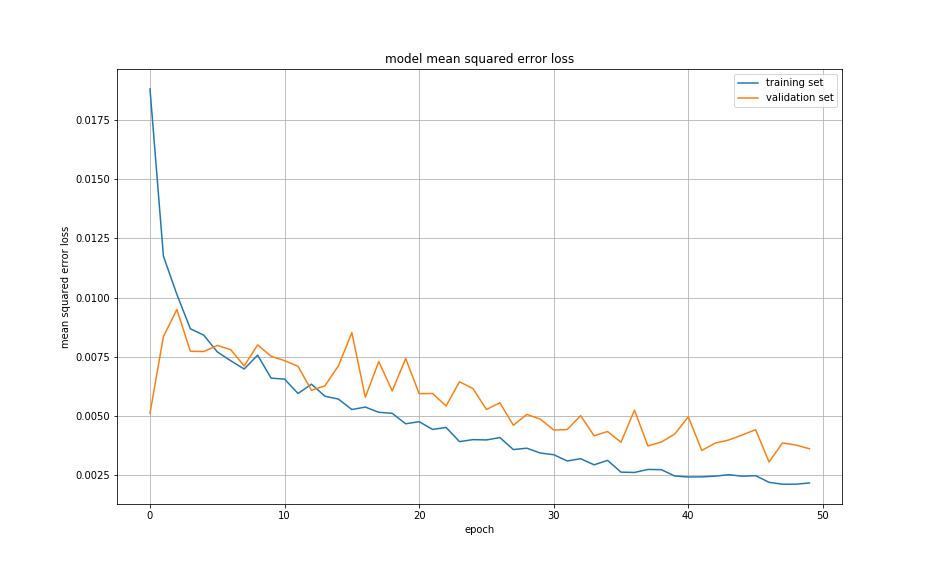 model mean squared error loss
training set
validation set
0.0175
0.0150
0.0125
0.0100
0.0075
0.0050
0.0025
mean squared error loss
0 10 20 30 40 50
epoch